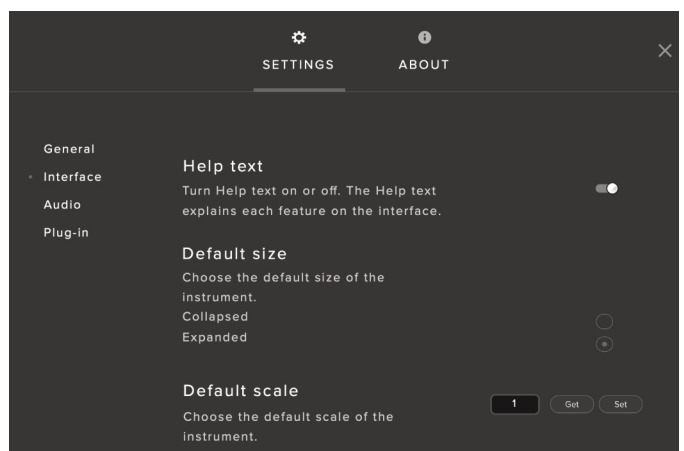 SETTINGS
ABOUT
General
Interface
Audio
Plug-in
Help text
Turn Help text on or off. The Help text
explains each feature on the interface.
Default size
Choose the default size of the
instrument.
Collapsed
Expanded
Default scale
Choose the default scale of the
instrument.
1
Get
Set